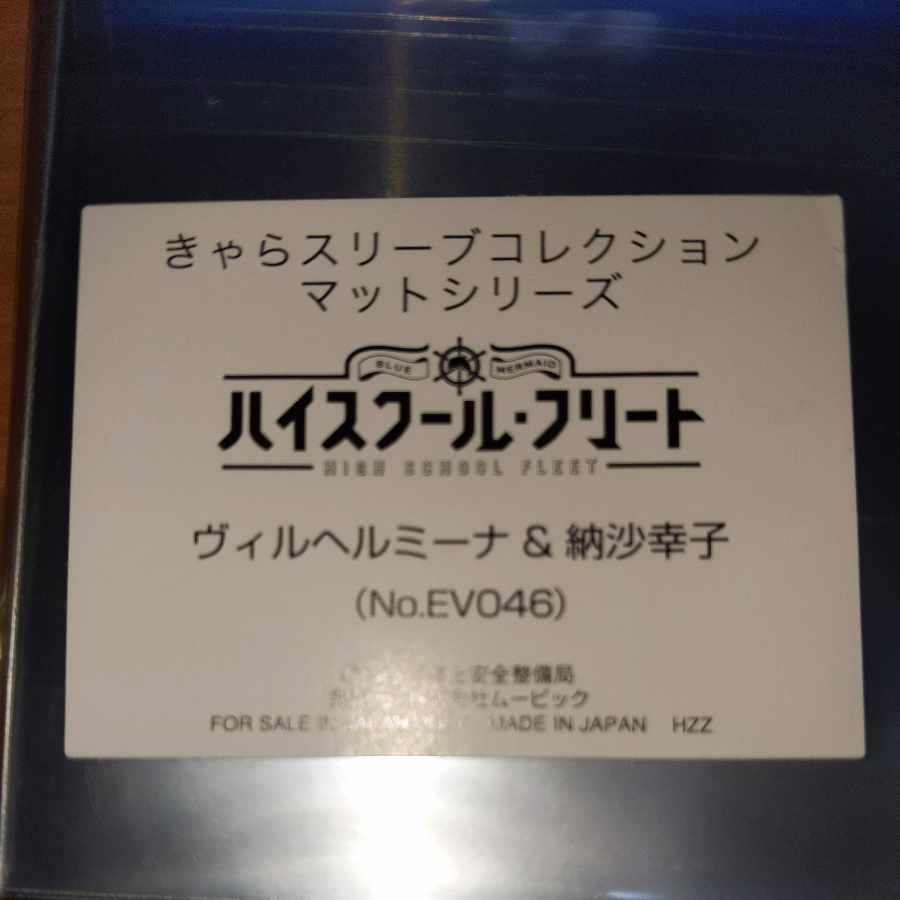 きゃらスリーブコレクション
マットシリーズ
BLUE MERMAID
ハイスクール・フリート
HIGH SCHOOL FLEET
ヴィルヘルミーナ & 納沙幸子
(No.EV046)
と安全整備局
ムービック
FOR SALE IN MADE IN JAPAN HZZ